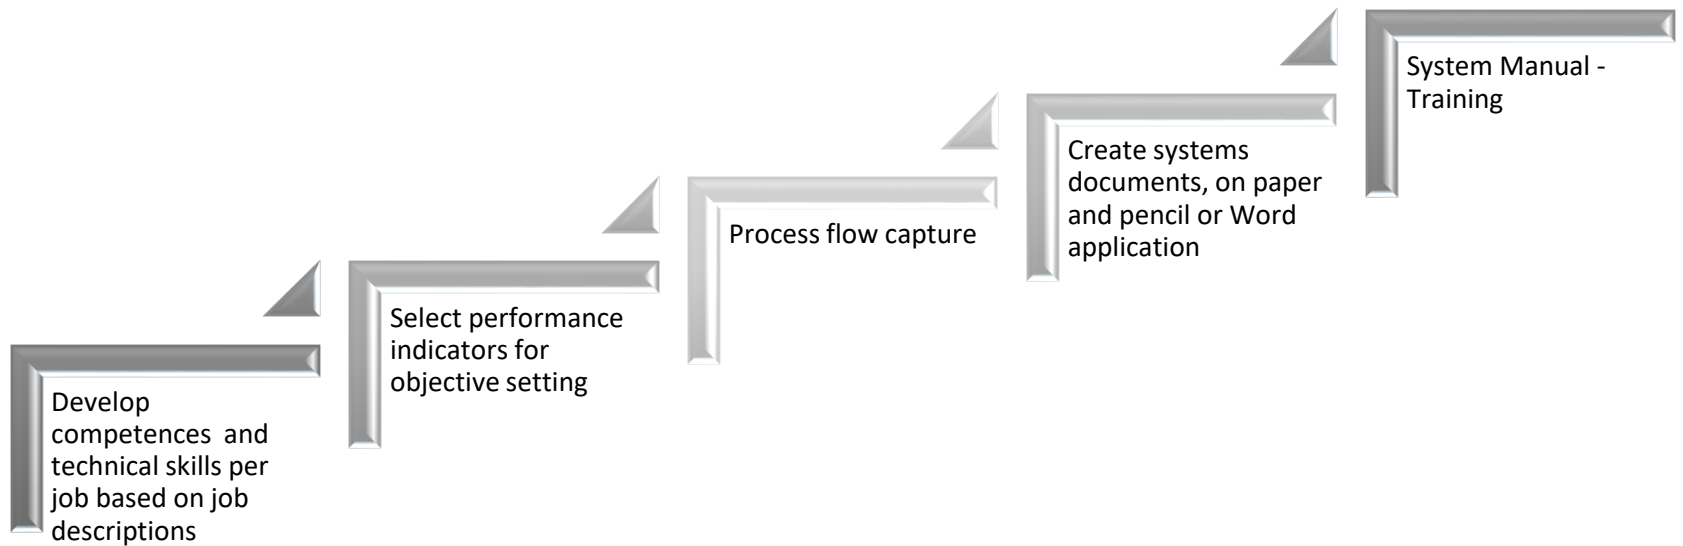 Develop
competences  and
technical skills per
job based on job
descriptions
Select performance
indicators for
objective setting
Process flow capture
Create systems
documents, on paper
and pencil or Word
application
System Manual -
Training